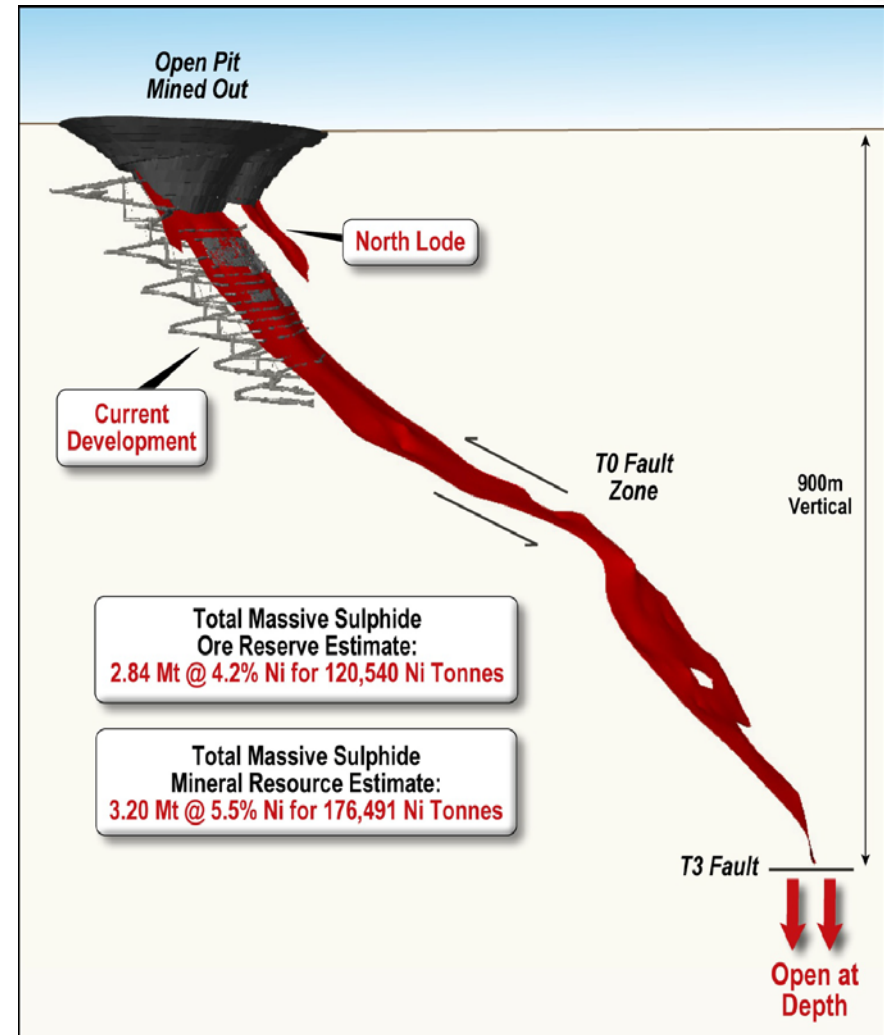 Open Pit
Mined Out
North Lode
Current
Development
T0 Fault
Zone
900m
Vertical
Total Massive Sulphide
Ore Reserve Estimate:
2.84 Mt @ 4.2% Ni for 120,540 Ni Tonnes
Total Massive Sulphide
Mineral Resource Estimate:
3.20 Mt @ 5.5% Ni for 176,491 Ni Tonnes
T3 Fault
Open at
Depth